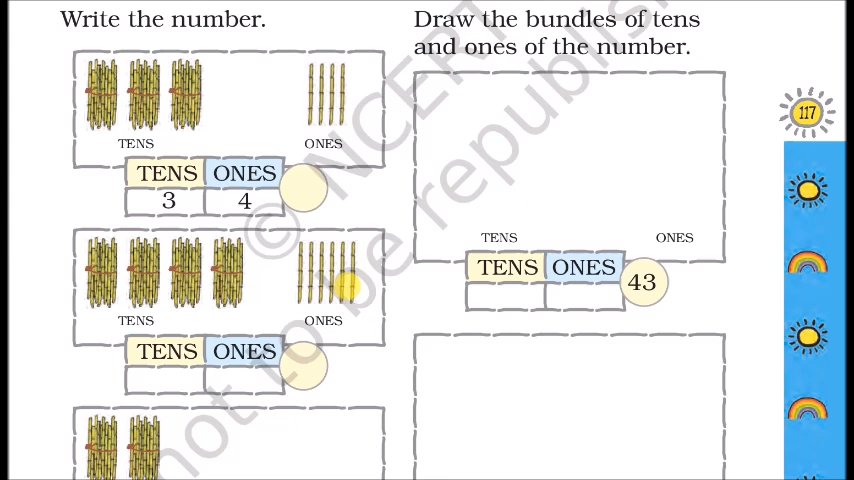 Write the number.
TENS ONES
TENS ONES
3 4
TENS ONES
TENS ONES
Draw the bundles of tens
and ones of the number.
TENS ONES
TENS ONES
43
117
© NCERT
not to be republish